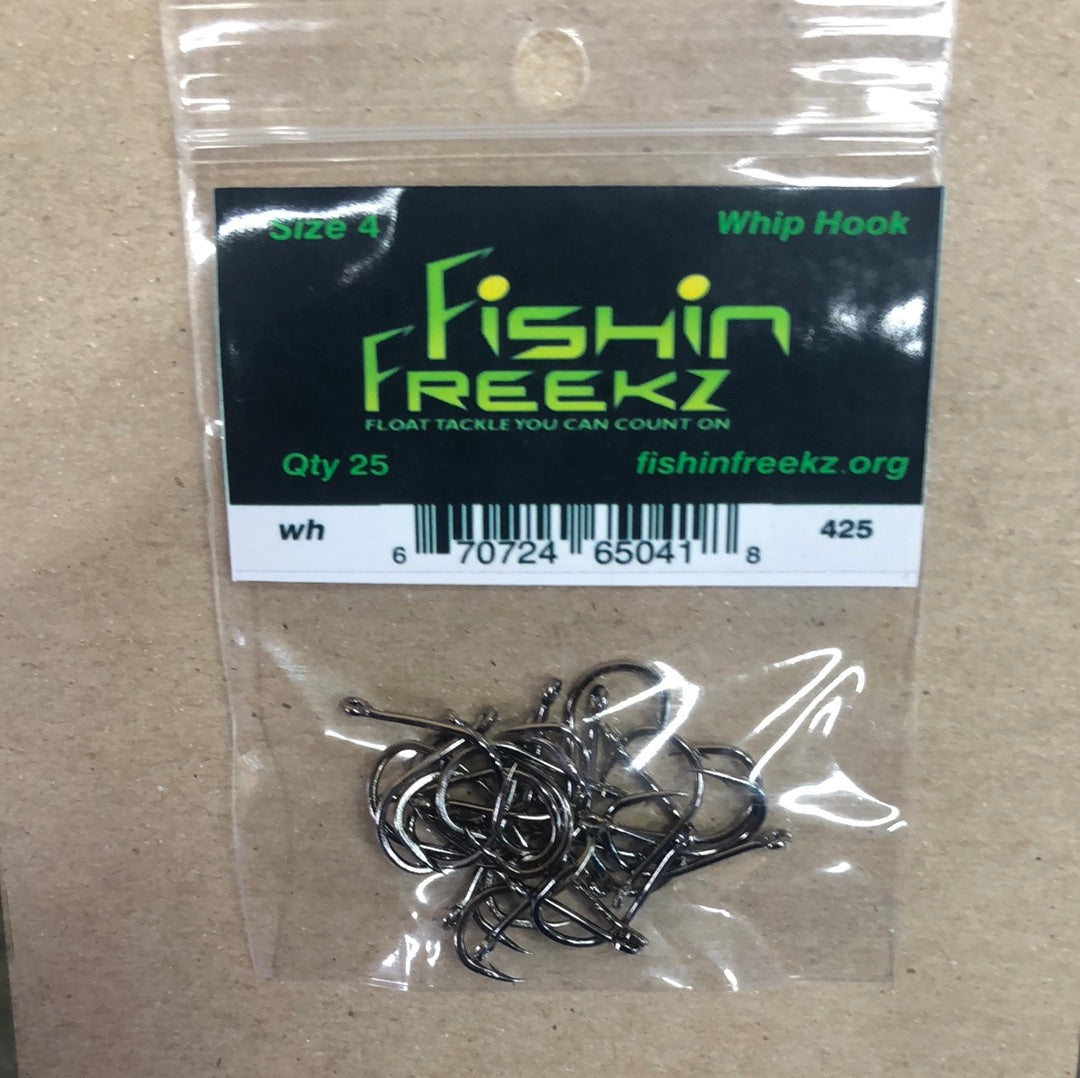 Size 4
Whip Hook
Fishin
Freekz
FLOAT TACKLE YOU CAN COUNT ON
Qty 25
fishinfreekz.org
wh
425
6 70724 65041 8